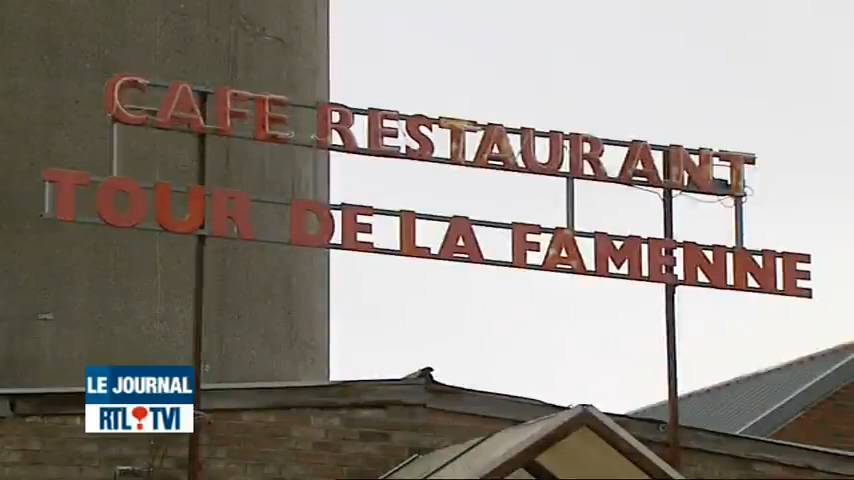 CAFE RESTAURANT
TOUR DE LA FAMENNE
LE JOURNAL
RTL TVI